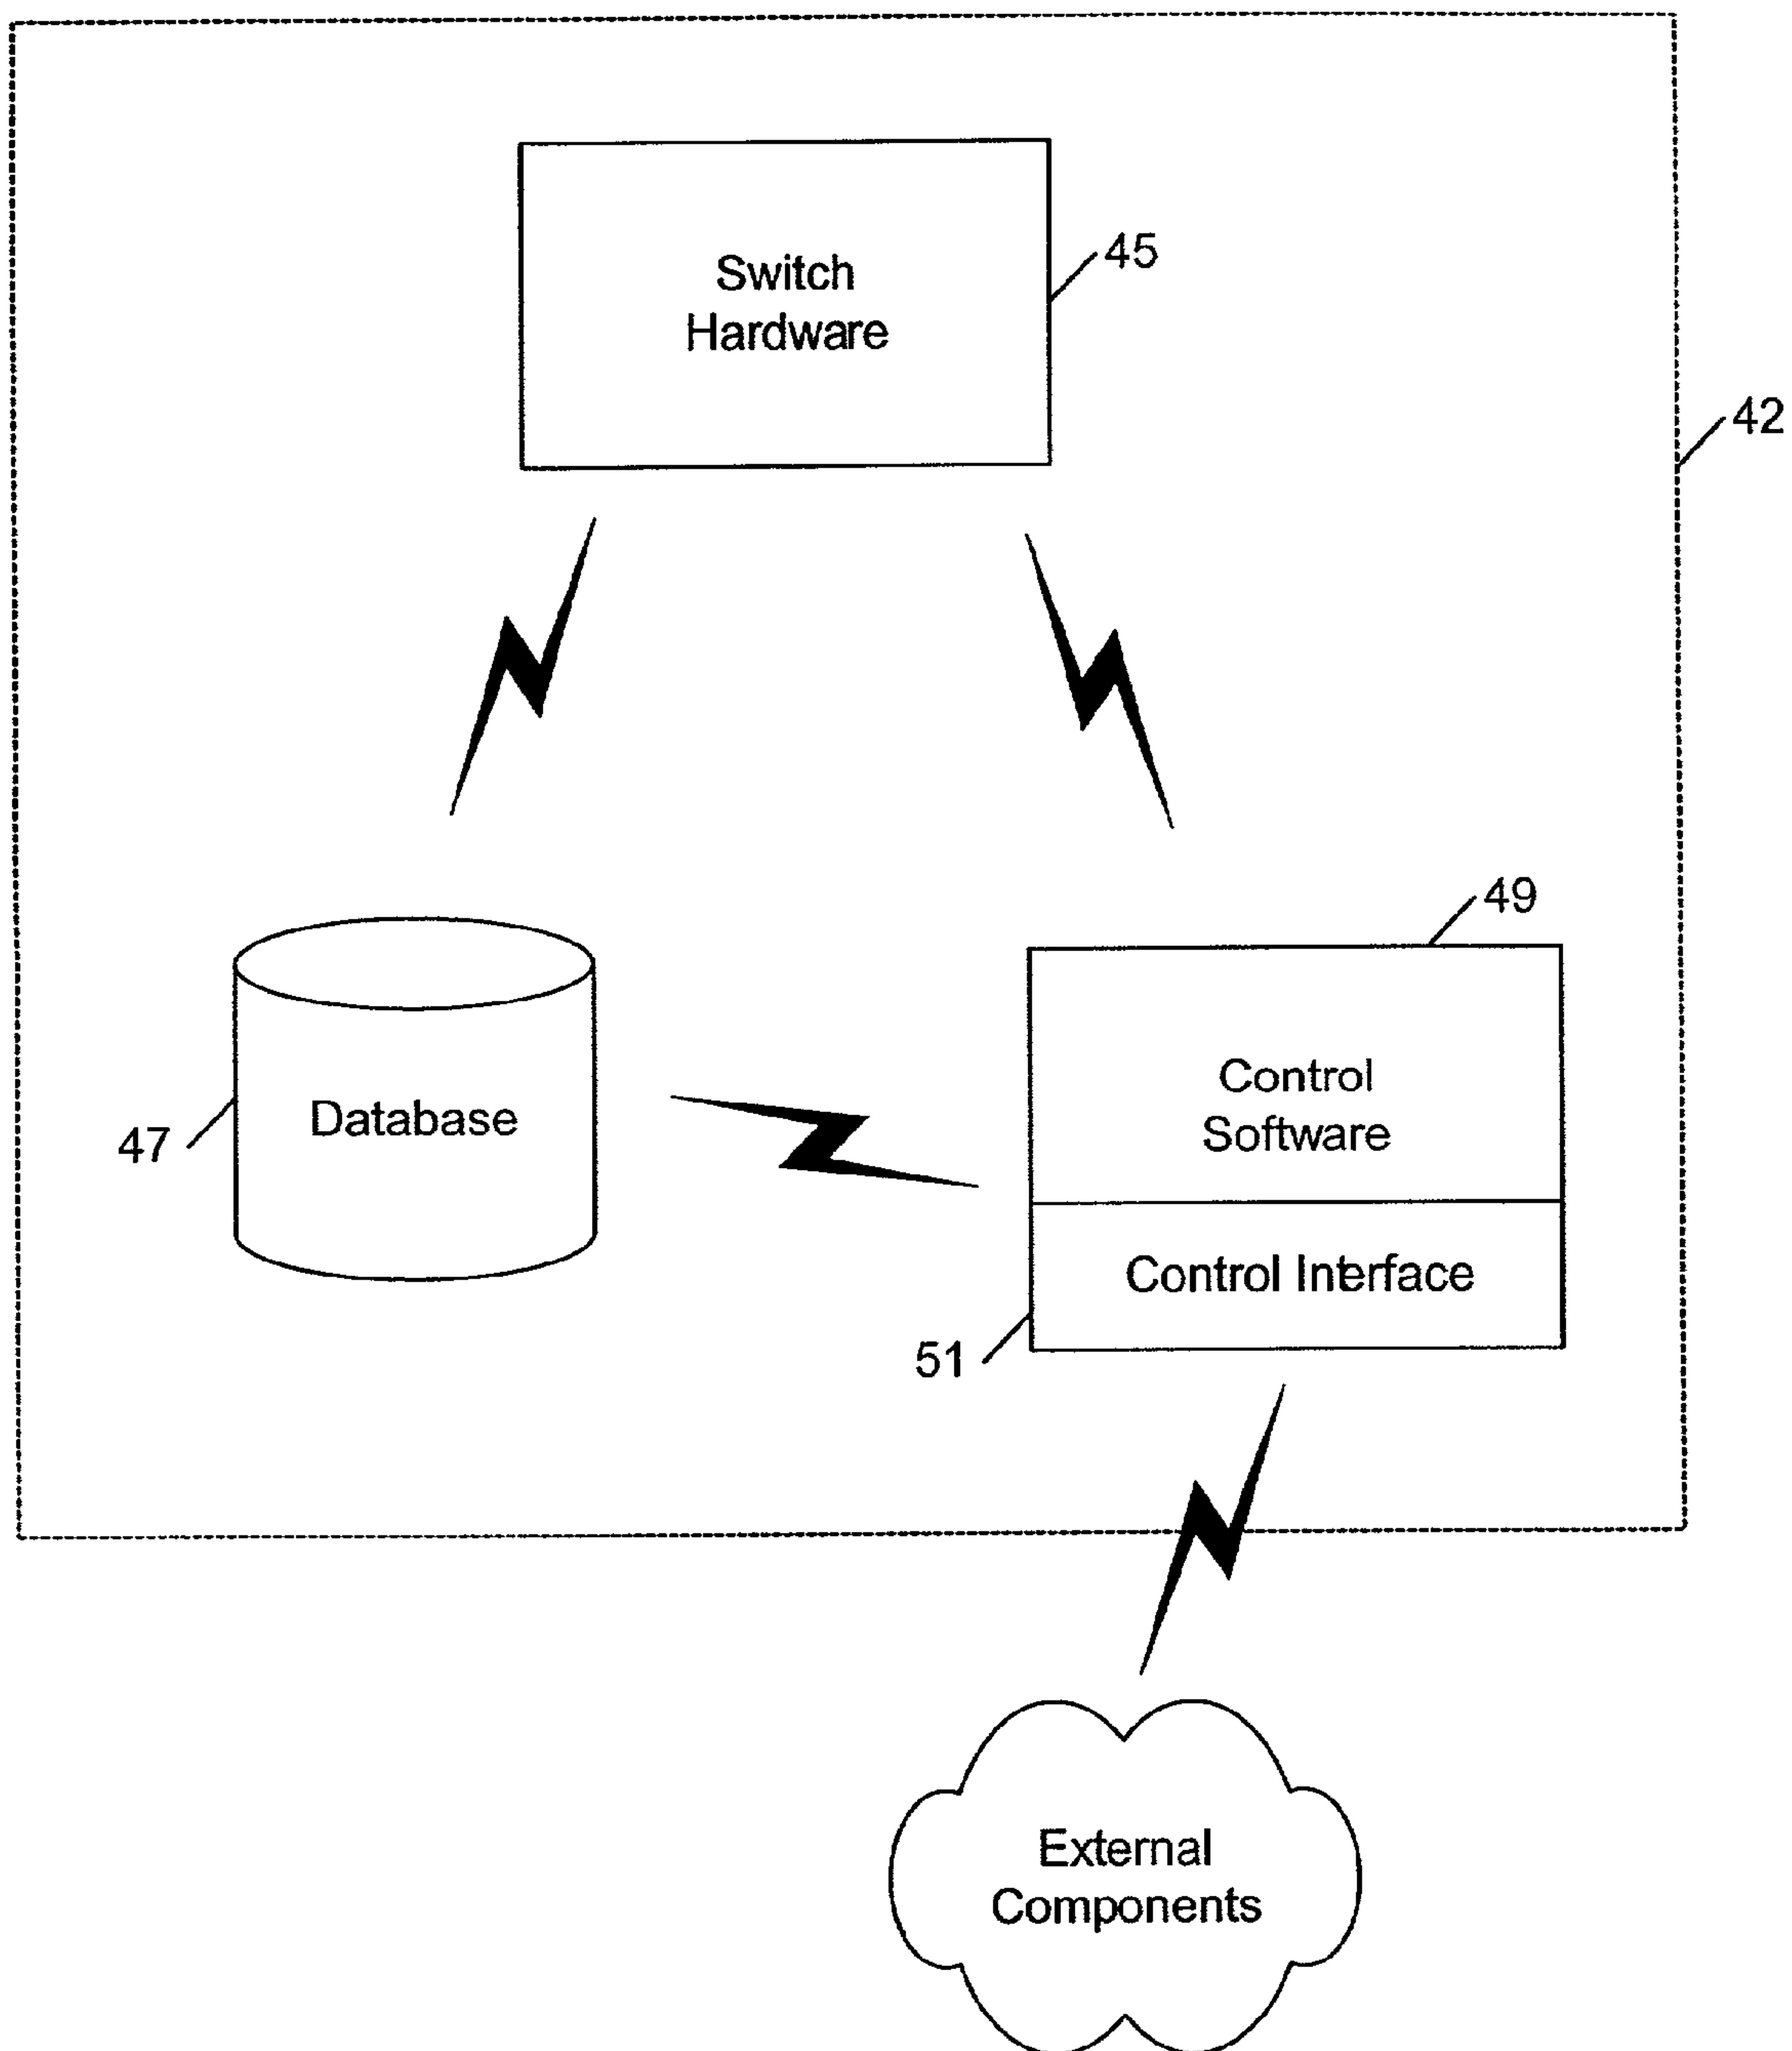 Switch
Hardware
45
42
49
Control
Software
Database
47
Control Interface
51
External
Components